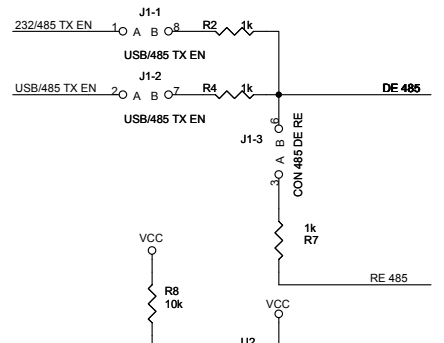 J1-1
232/485 TX EN
1 A B 8
R2 1k
USB/485 TX EN
J1-2
USB/485 TX EN
2 A B 7
R4 1k
DE 485
USB/485 TX EN
J1-3
6
B
A
3
CON 485 DE RE
1k
R7
VCC
RE 485
R8
10k
VCC
U2